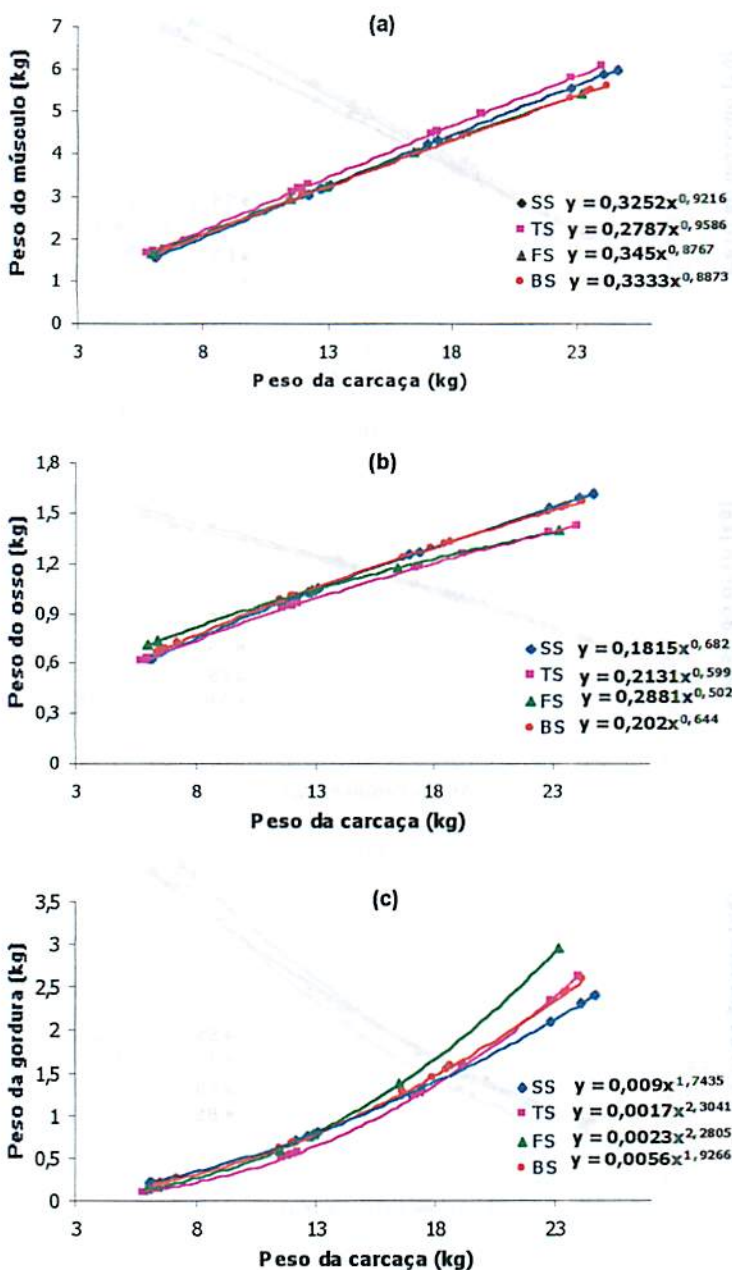 (a)
Peso do músculo (kg)
7
6
5
4
3
2
1
0
3 8 13 18 23
Peso da carcaça (kg)
SS y = 0,3252x^0,9216
TS y = 0,2787x^0,9586
FS y = 0,345x^0,8767
BS y = 0,3333x^0,8873
(b)
Peso do osso (kg)
1,8
1,5
1,2
0,9
0,6
0,3
0
3 8 13 18 23
Peso da carcaça (kg)
SS y = 0,1815x^0,682
TS y = 0,2131x^0,599
FS y = 0,2881x^0,502
BS y = 0,202x^0,644
(c)
Peso da gordura (kg)
3,5
3
2,5
2
1,5
1
0,5
0
3 8 13 18 23
Peso da carcaça (kg)
SS y = 0,009x^1,7435
TS y = 0,0017x^2,3041
FS y = 0,0023x^2,2805
BS y = 0,0056x^1,9266